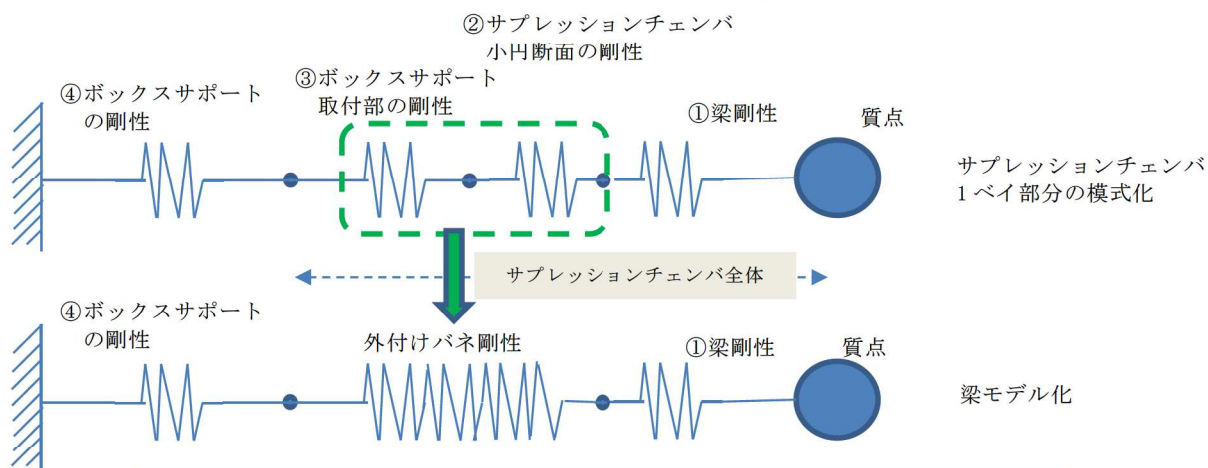 ②サプレッションチェンバ
小円断面の剛性
③ボックスサポート
取付部の剛性
④ボックスサポート
の剛性
①梁剛性
質点
サプレッションチェンバ
1ベイ部分の模式化
サプレッションチェンバ全体
④ボックスサポート
の剛性
外付けバネ剛性
①梁剛性
質点
梁モデル化